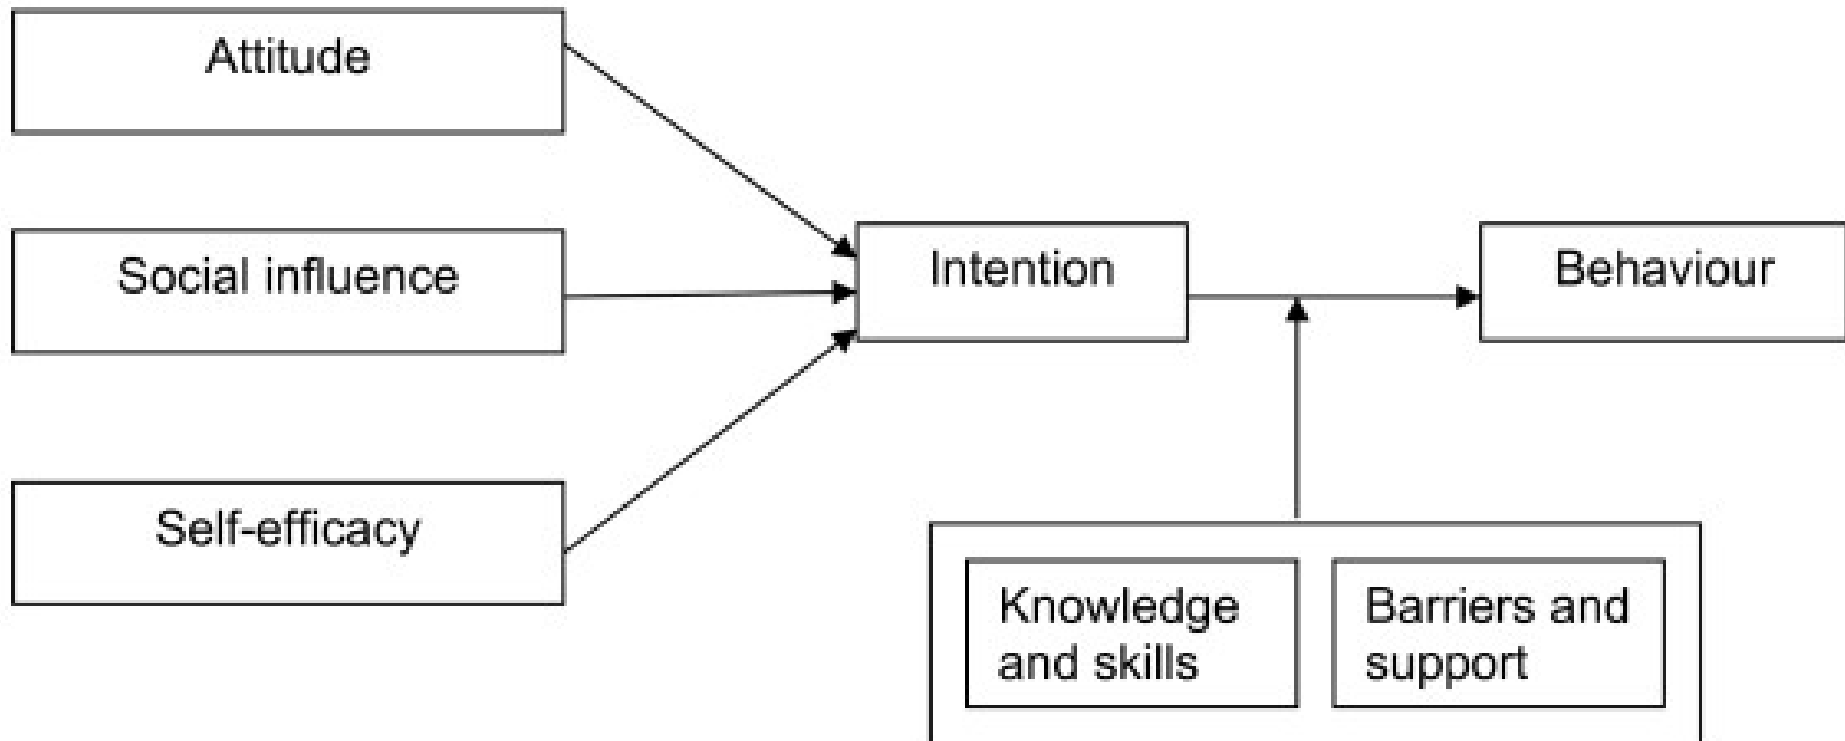 Attitude
Social influence
Intention
Behaviour
Self-efficacy
Knowledge
and skills
Barriers and
support